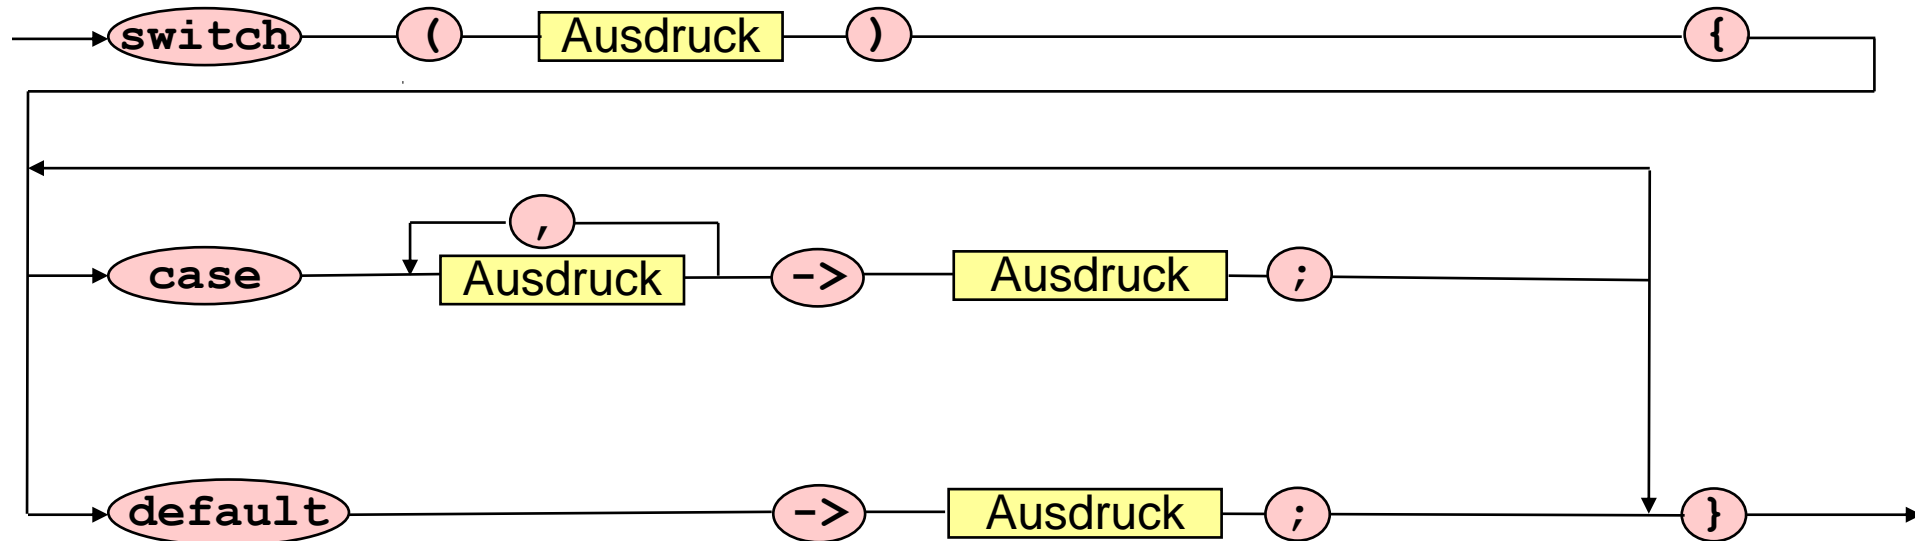 switch ( Ausdruck ) {
,
case Ausdruck -> Ausdruck ;
default -> Ausdruck ; }